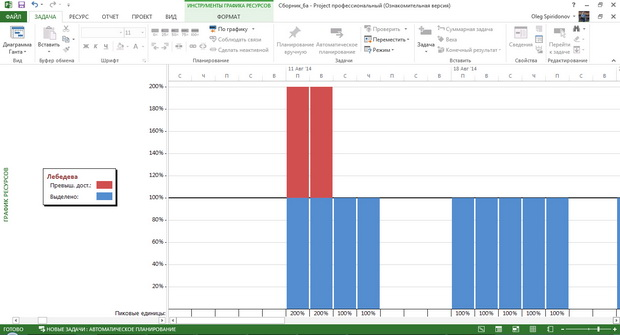 ИНСТРУМЕНТЫ ГРАФИКА РЕСУРСОВ
Сборник_6а - Project профессиональный (Ознакомительная версия)
ФАЙЛ ЗАДАЧА РЕСУРС ОТЧЕТ ПРОЕКТ ВИД ФОРМАТ
Oleg Spiridonov
Диаграмма Ганта
Вставить
Ж К Ч
По графику
Соблюдать связи
Сделать неактивной
Планирование вручную
Автоматическое планирование
Проверить
Переместить
Режим
Задача
Суммарная задача
Веха
Конечный результат
Сведения
Перейти к задаче
Вид Буфер обмена Шрифт Планирование Задачи Вставить Свойства Редактирование
11 Авг '14 18 Авг '14
С Ч П С В П В С Ч П С В П В С Ч П С В П
ГРАФИК РЕСУРСОВ
Лебедева
Превыш. дост.:
Выделено:
200%
180%
160%
140%
120%
100%
80%
60%
40%
20%
Пиковые единицы: 200% 200% 100% 100% 100% 100% 100% 100% 100%
ГОТОВО НОВЫЕ ЗАДАЧИ : АВТОМАТИЧЕСКОЕ ПЛАНИРОВАНИЕ